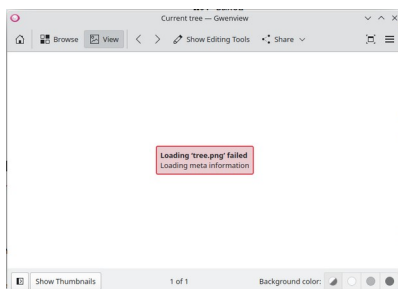 Current tree — Gwenview
Browse View Show Editing Tools Share
Loading 'tree.png' failed
Loading meta information
Show Thumbnails 1 of 1 Background color: